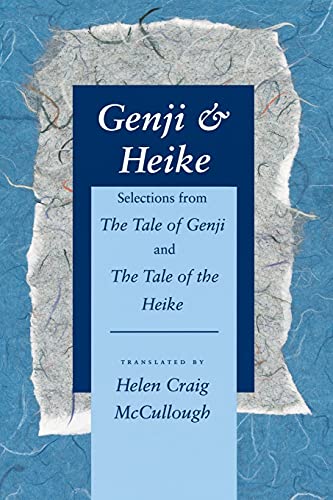 Genji &
Heike
Selections from
The Tale of Genji
and
The Tale of the
Heike
TRANSLATED BY
Helen Craig
McCullough